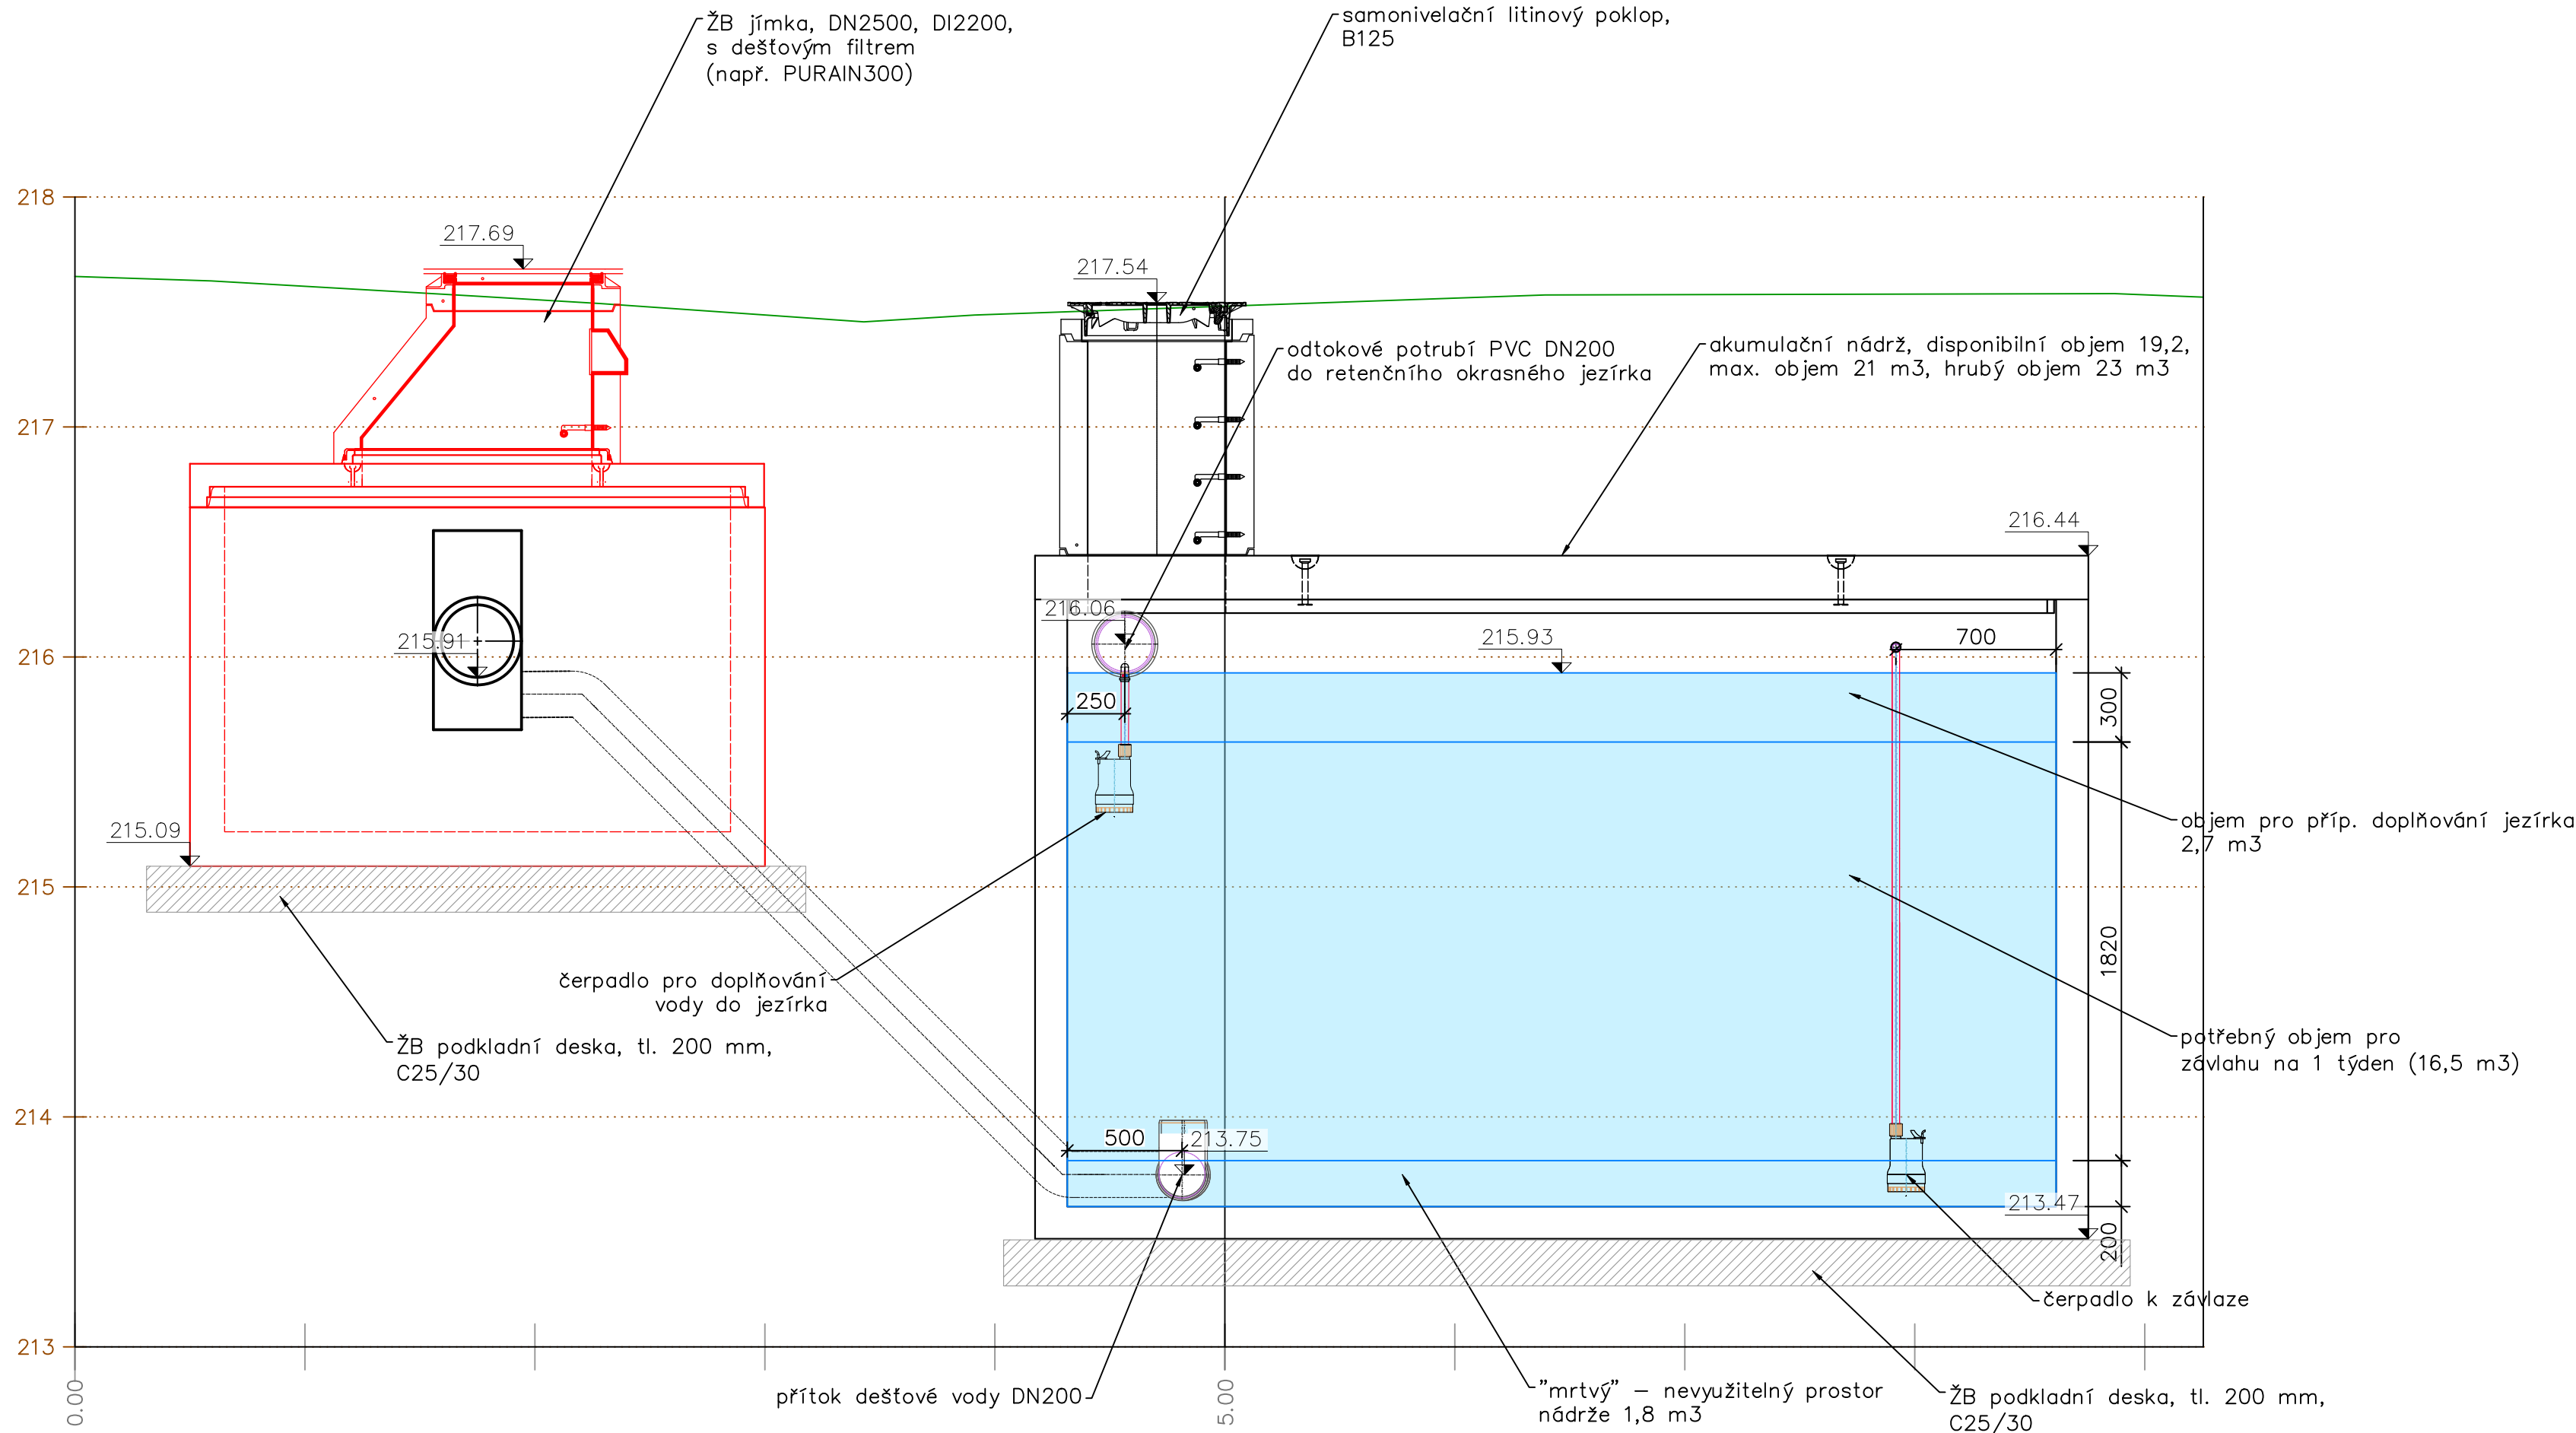 ŽB jímka, DN2500, DI2200,
s dešťovým filtrem
(např. PURAIN300)
samonivelační litinový poklop,
B125
218
217.69
217.54
odtokové potrubí PVC DN200
do retenčního okrasného jezírka
akumulační nádrž, disponibilní objem 19,2,
max. objem 21 m3, hrubý objem 23 m3
217
216.44
216.06
215.91
215.93
700
216
250
300
215.09
objem pro příp. doplňování jezírka
2,7 m3
215
1820
čerpadlo pro doplňování
vody do jezírka
ŽB podkladní deska, tl. 200 mm,
C25/30
potřebný objem pro
závlahu na 1 týden (16,5 m3)
214
500
213.75
213.47
200
čerpadlo k závlaze
213
0.00
5.00
přítok dešťové vody DN200
"mrtvý" – nevyužitelný prostor
nádrže 1,8 m3
ŽB podkladní deska, tl. 200 mm,
C25/30